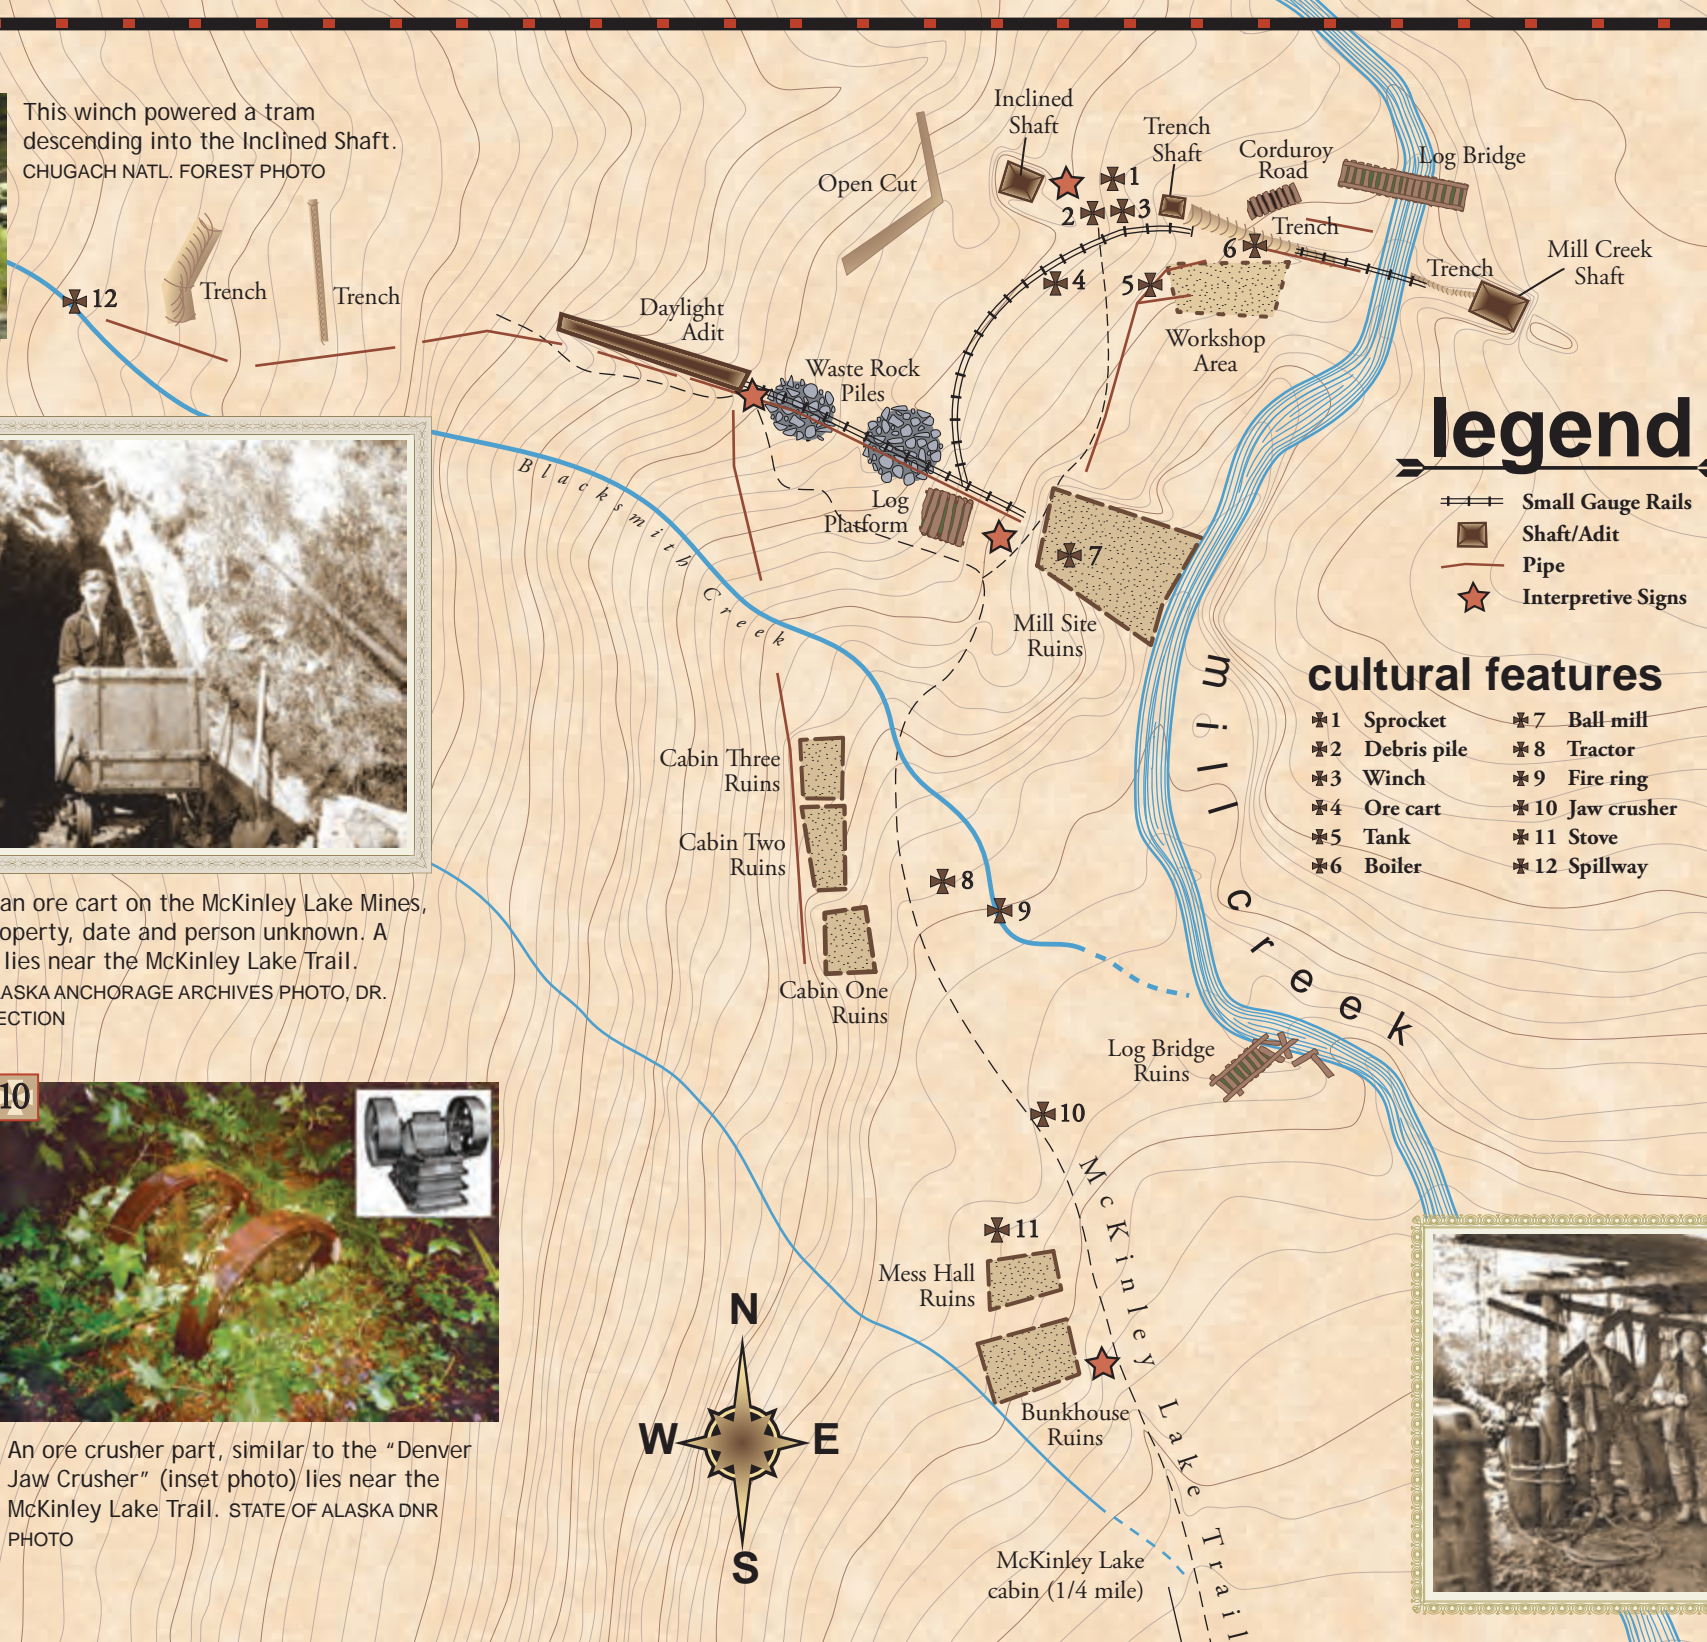 This winch powered a tram
descending into the Inclined Shaft.
CHUGACH NATL. FOREST PHOTO
Inclined
Shaft
Trench
Shaft
Corduroy
Road
Log Bridge
Open Cut
1
2
3
Trench
6
Mill Creek
Shaft
Trench
4
5
12
Trench
Trench
Daylight
Adit
Workshop
Area
Waste Rock
Piles
Log
Platform
7
Mill Site
Ruins
Blacksmith Creek
legend
Small Gauge Rails
Shaft/Adit
Pipe
Interpretive Signs
cultural features
1 Sprocket
2 Debris pile
3 Winch
4 Ore cart
5 Tank
6 Boiler
7 Ball mill
8 Tractor
9 Fire ring
10 Jaw crusher
11 Stove
12 Spillway
mill creek
Cabin Three
Ruins
Cabin Two
Ruins
8
9
Cabin One
Ruins
an ore cart on the McKinley Lake Mines,
operty, date and person unknown. A
lies near the McKinley Lake Trail.
ASKA ANCHORAGE ARCHIVES PHOTO, DR.
ECTION
Log Bridge
Ruins
10
10
McKinley Lake Trail
11
Mess Hall
Ruins
Bunkhouse
Ruins
N
W
E
S
An ore crusher part, similar to the “Denver
Jaw Crusher” (inset photo) lies near the
McKinley Lake Trail. STATE OF ALASKA DNR
PHOTO
McKinley Lake
cabin (1/4 mile)